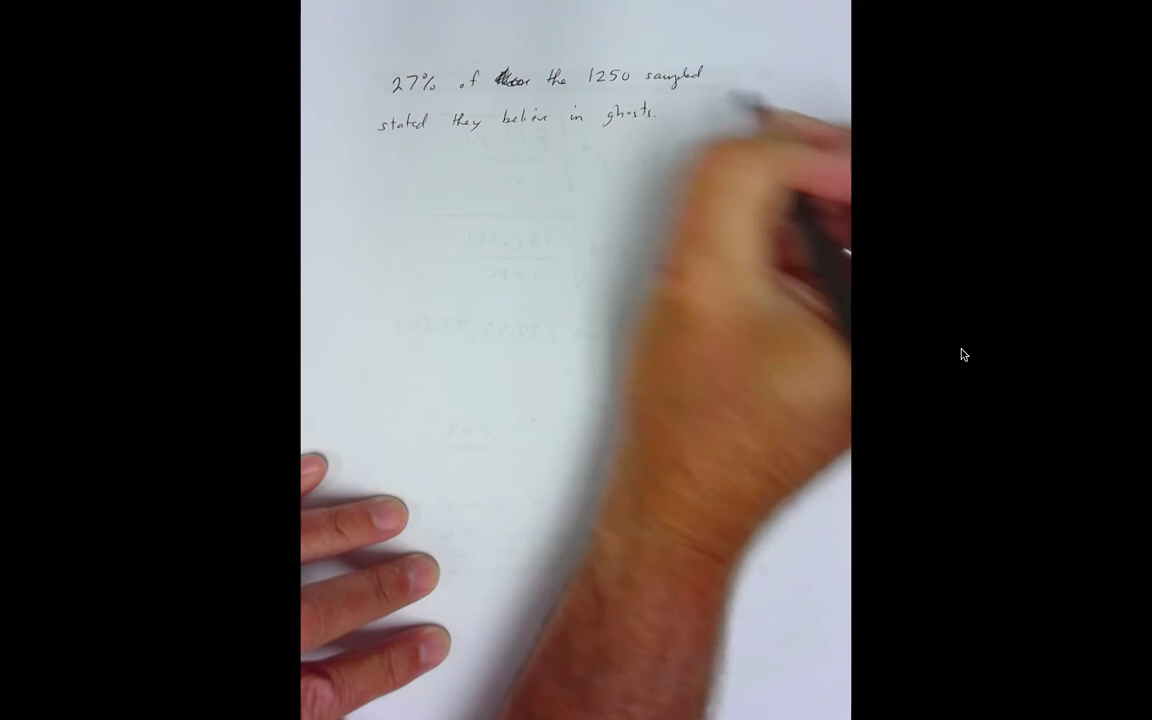 27% of the 1250 sampled
stated they believe in ghosts.